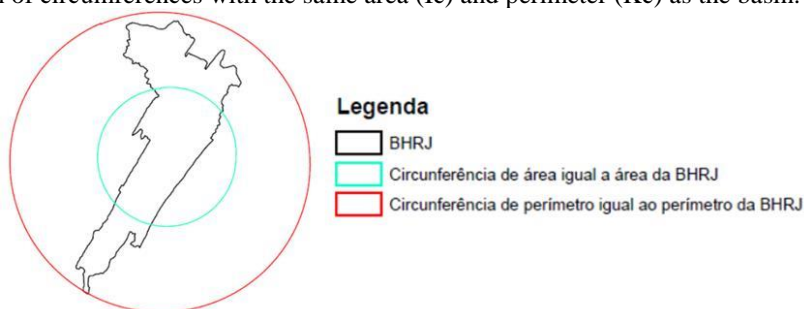 of circumferences with the same area (Ic) and perimeter (Kc) as the basin.
Legenda
BHRJ
Circunferência de área igual a área da BHRJ
Circunferência de perímetro igual ao perímetro da BHRJ